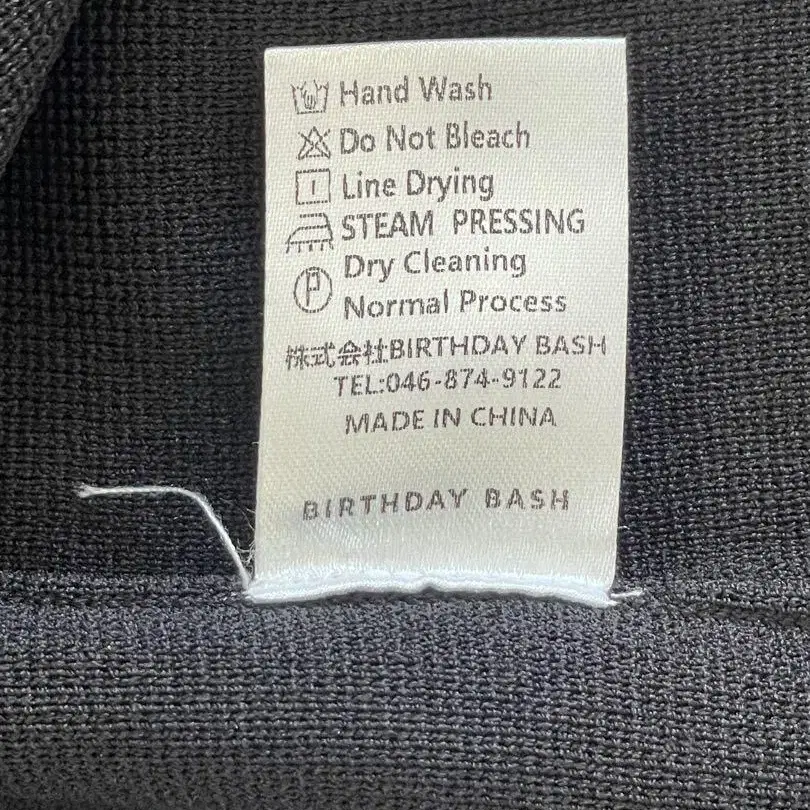 Hand Wash
Do Not Bleach
Line Drying
STEAM PRESSING
Dry Cleaning
P
Normal Process
株式会社BIRTHDAY BASH
TEL:046-874-9122
MADE IN CHINA
BIRTHDAY BASH